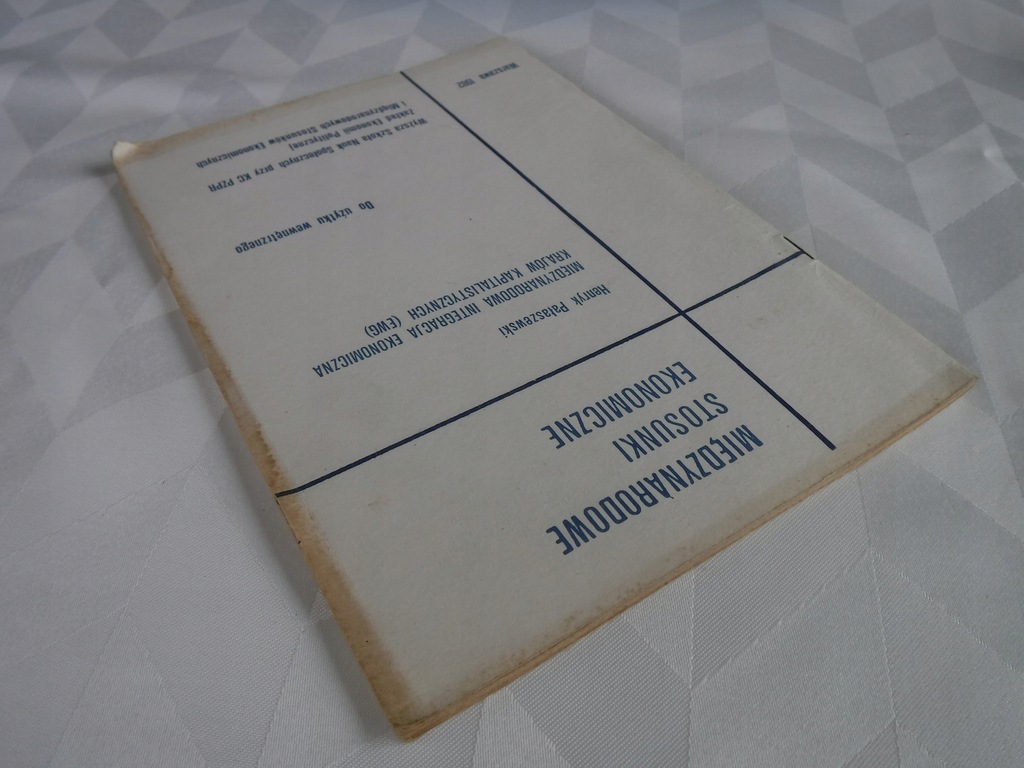 MIĘDZYNARODOWE
STOSUNKI
EKONOMICZNE
Henryk Pałaszewski
MIĘDZYNARODOWA INTEGRACJA EKONOMICZNA
KRAJÓW KAPITALISTYCZNYCH (EWG)
Do użytku wewnętrznego
Wyższa Szkoła Nauk Społecznych przy KC PZPR
Zakład Ekonomii Politycznej
i Międzynarodowych Stosunków Ekonomicznych
Warszawa 1982